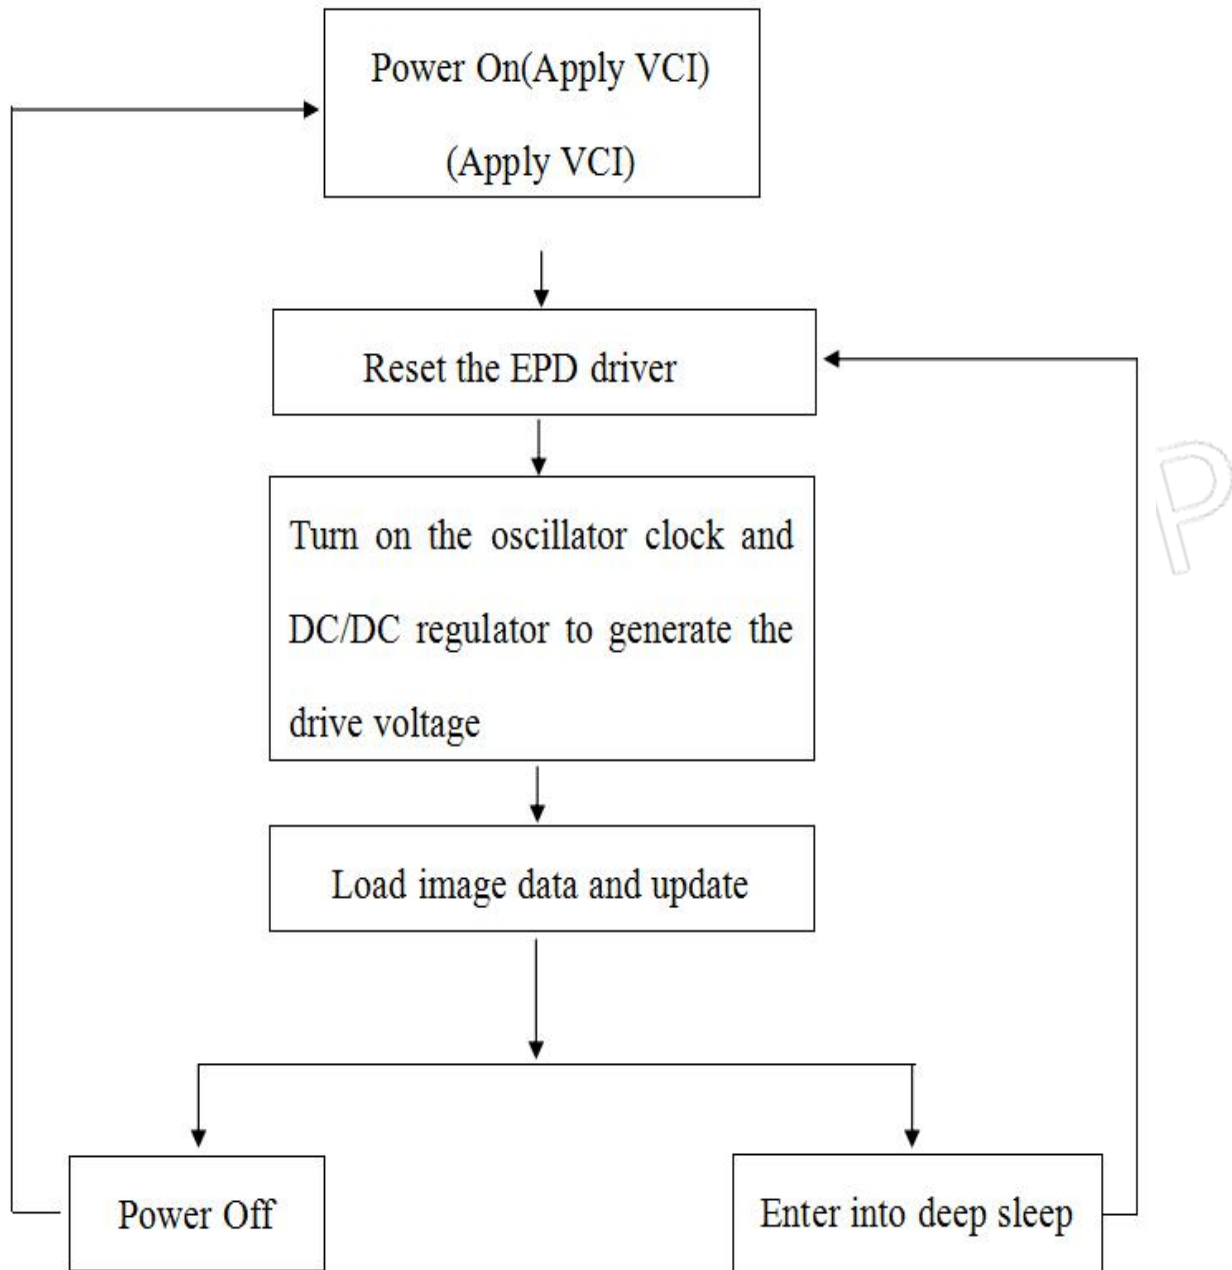 Power On(Apply VCI)
(Apply VCI)
Reset the EPD driver
Turn on the oscillator clock and
DC/DC regulator to generate the
drive voltage
Load image data and update
Power Off
Enter into deep sleep
P